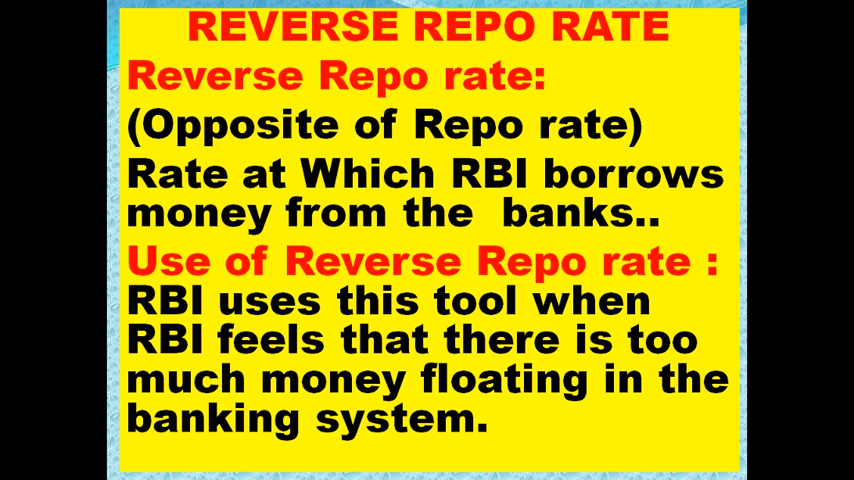 REVERSE REPO RATE
Reverse Repo rate:
(Opposite of Repo rate)
Rate at Which RBI borrows
money from the  banks..
Use of Reverse Repo rate :
RBI uses this tool when
RBI feels that there is too
much money floating in the
banking system.